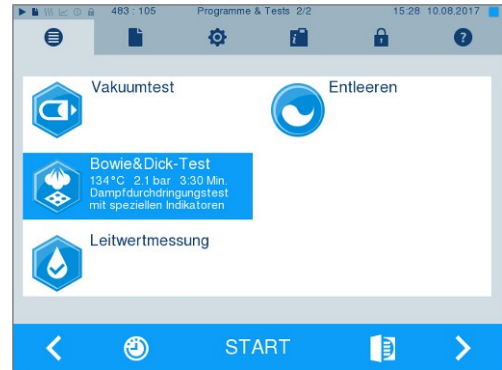 483 : 105 Programme & Tests 2/2 15:28 10.08.2017
Vakuumtest
Entleeren
Bowie&Dick-Test
134°C 2.1 bar 3:30 Min.
Dampfdurchdringungstest
mit speziellen Indikatoren
Leitwertmessung
START